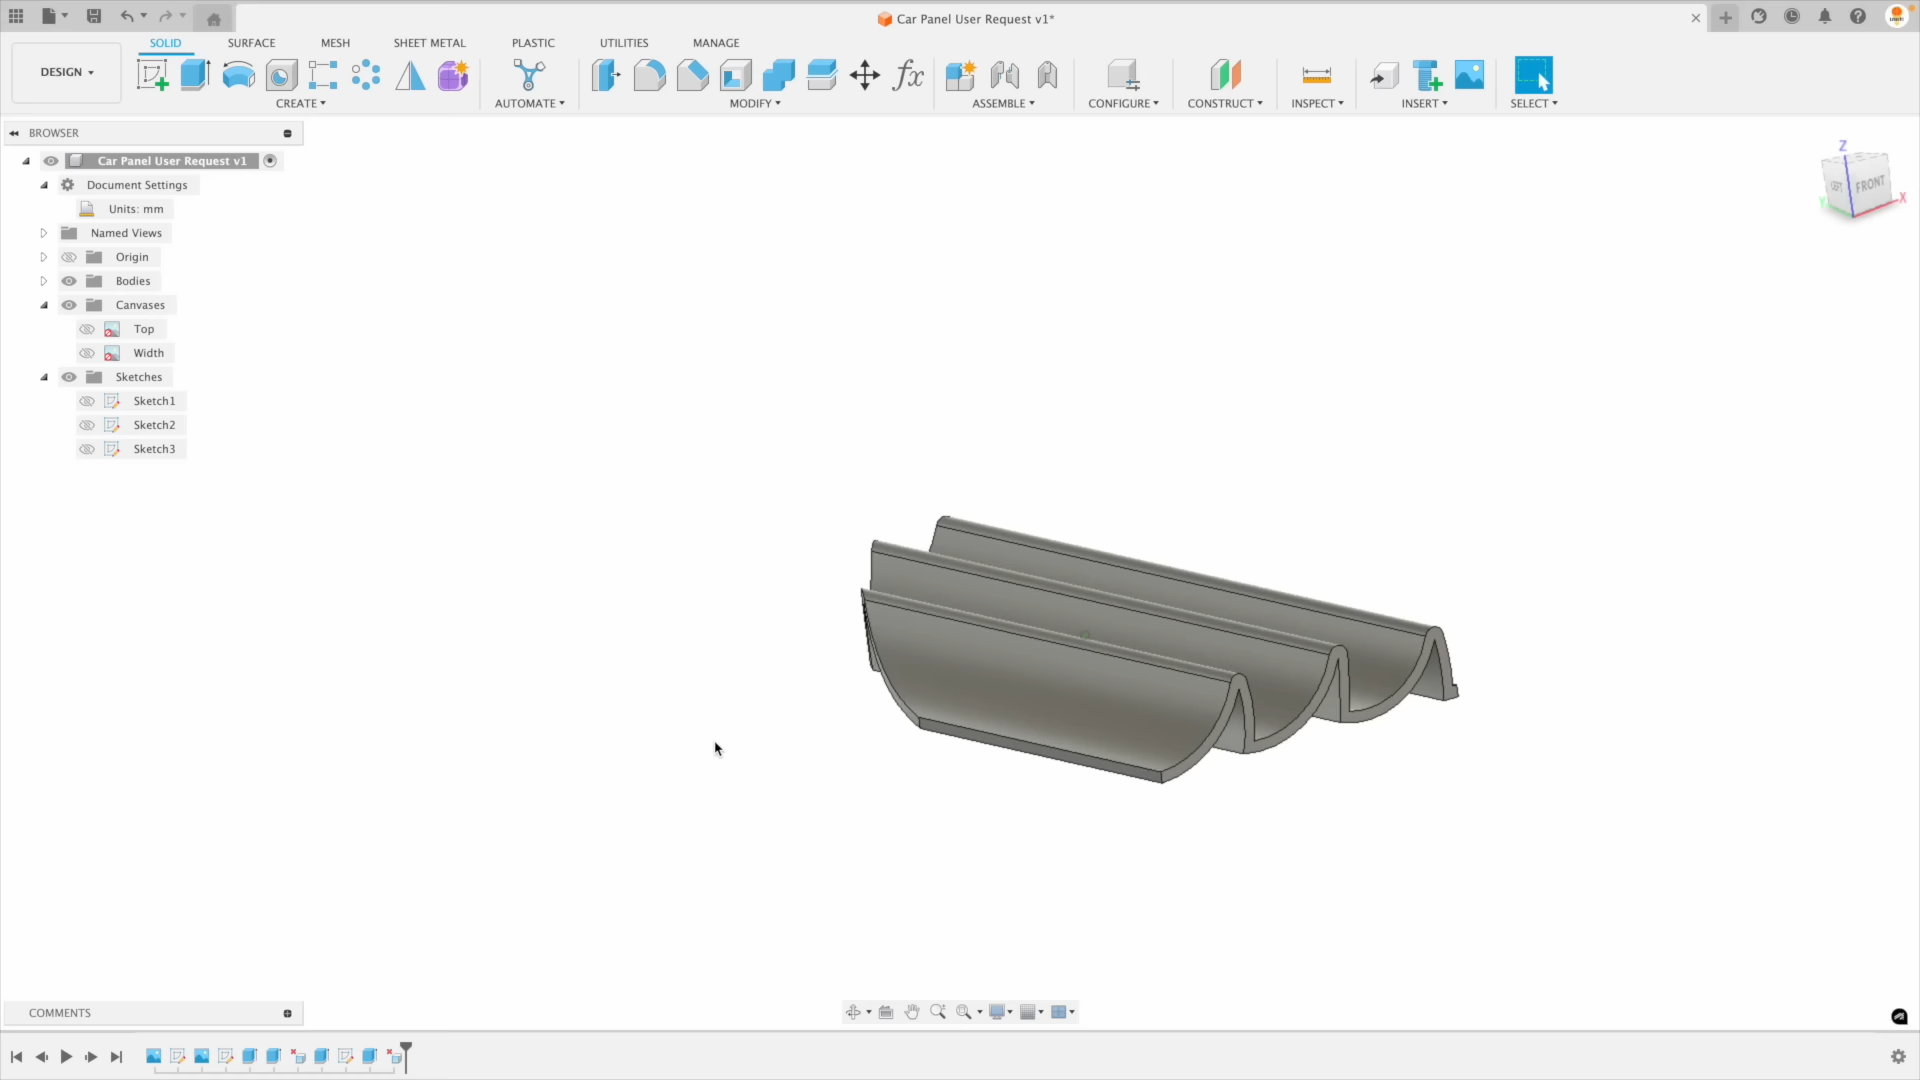 Car Panel User Request v1*
SOLID
SURFACE
MESH
SHEET METAL
PLASTIC
UTILITIES
MANAGE
DESIGN
CREATE
AUTOMATE
MODIFY
ASSEMBLE
CONFIGURE
CONSTRUCT
INSPECT
INSERT
SELECT
fx
BROWSER
Car Panel User Request v1
Document Settings
Units: mm
Named Views
Origin
Bodies
Canvases
Top
Width
Sketches
Sketch1
Sketch2
Sketch3
Z
LEFT
FRONT
X
Y
COMMENTS